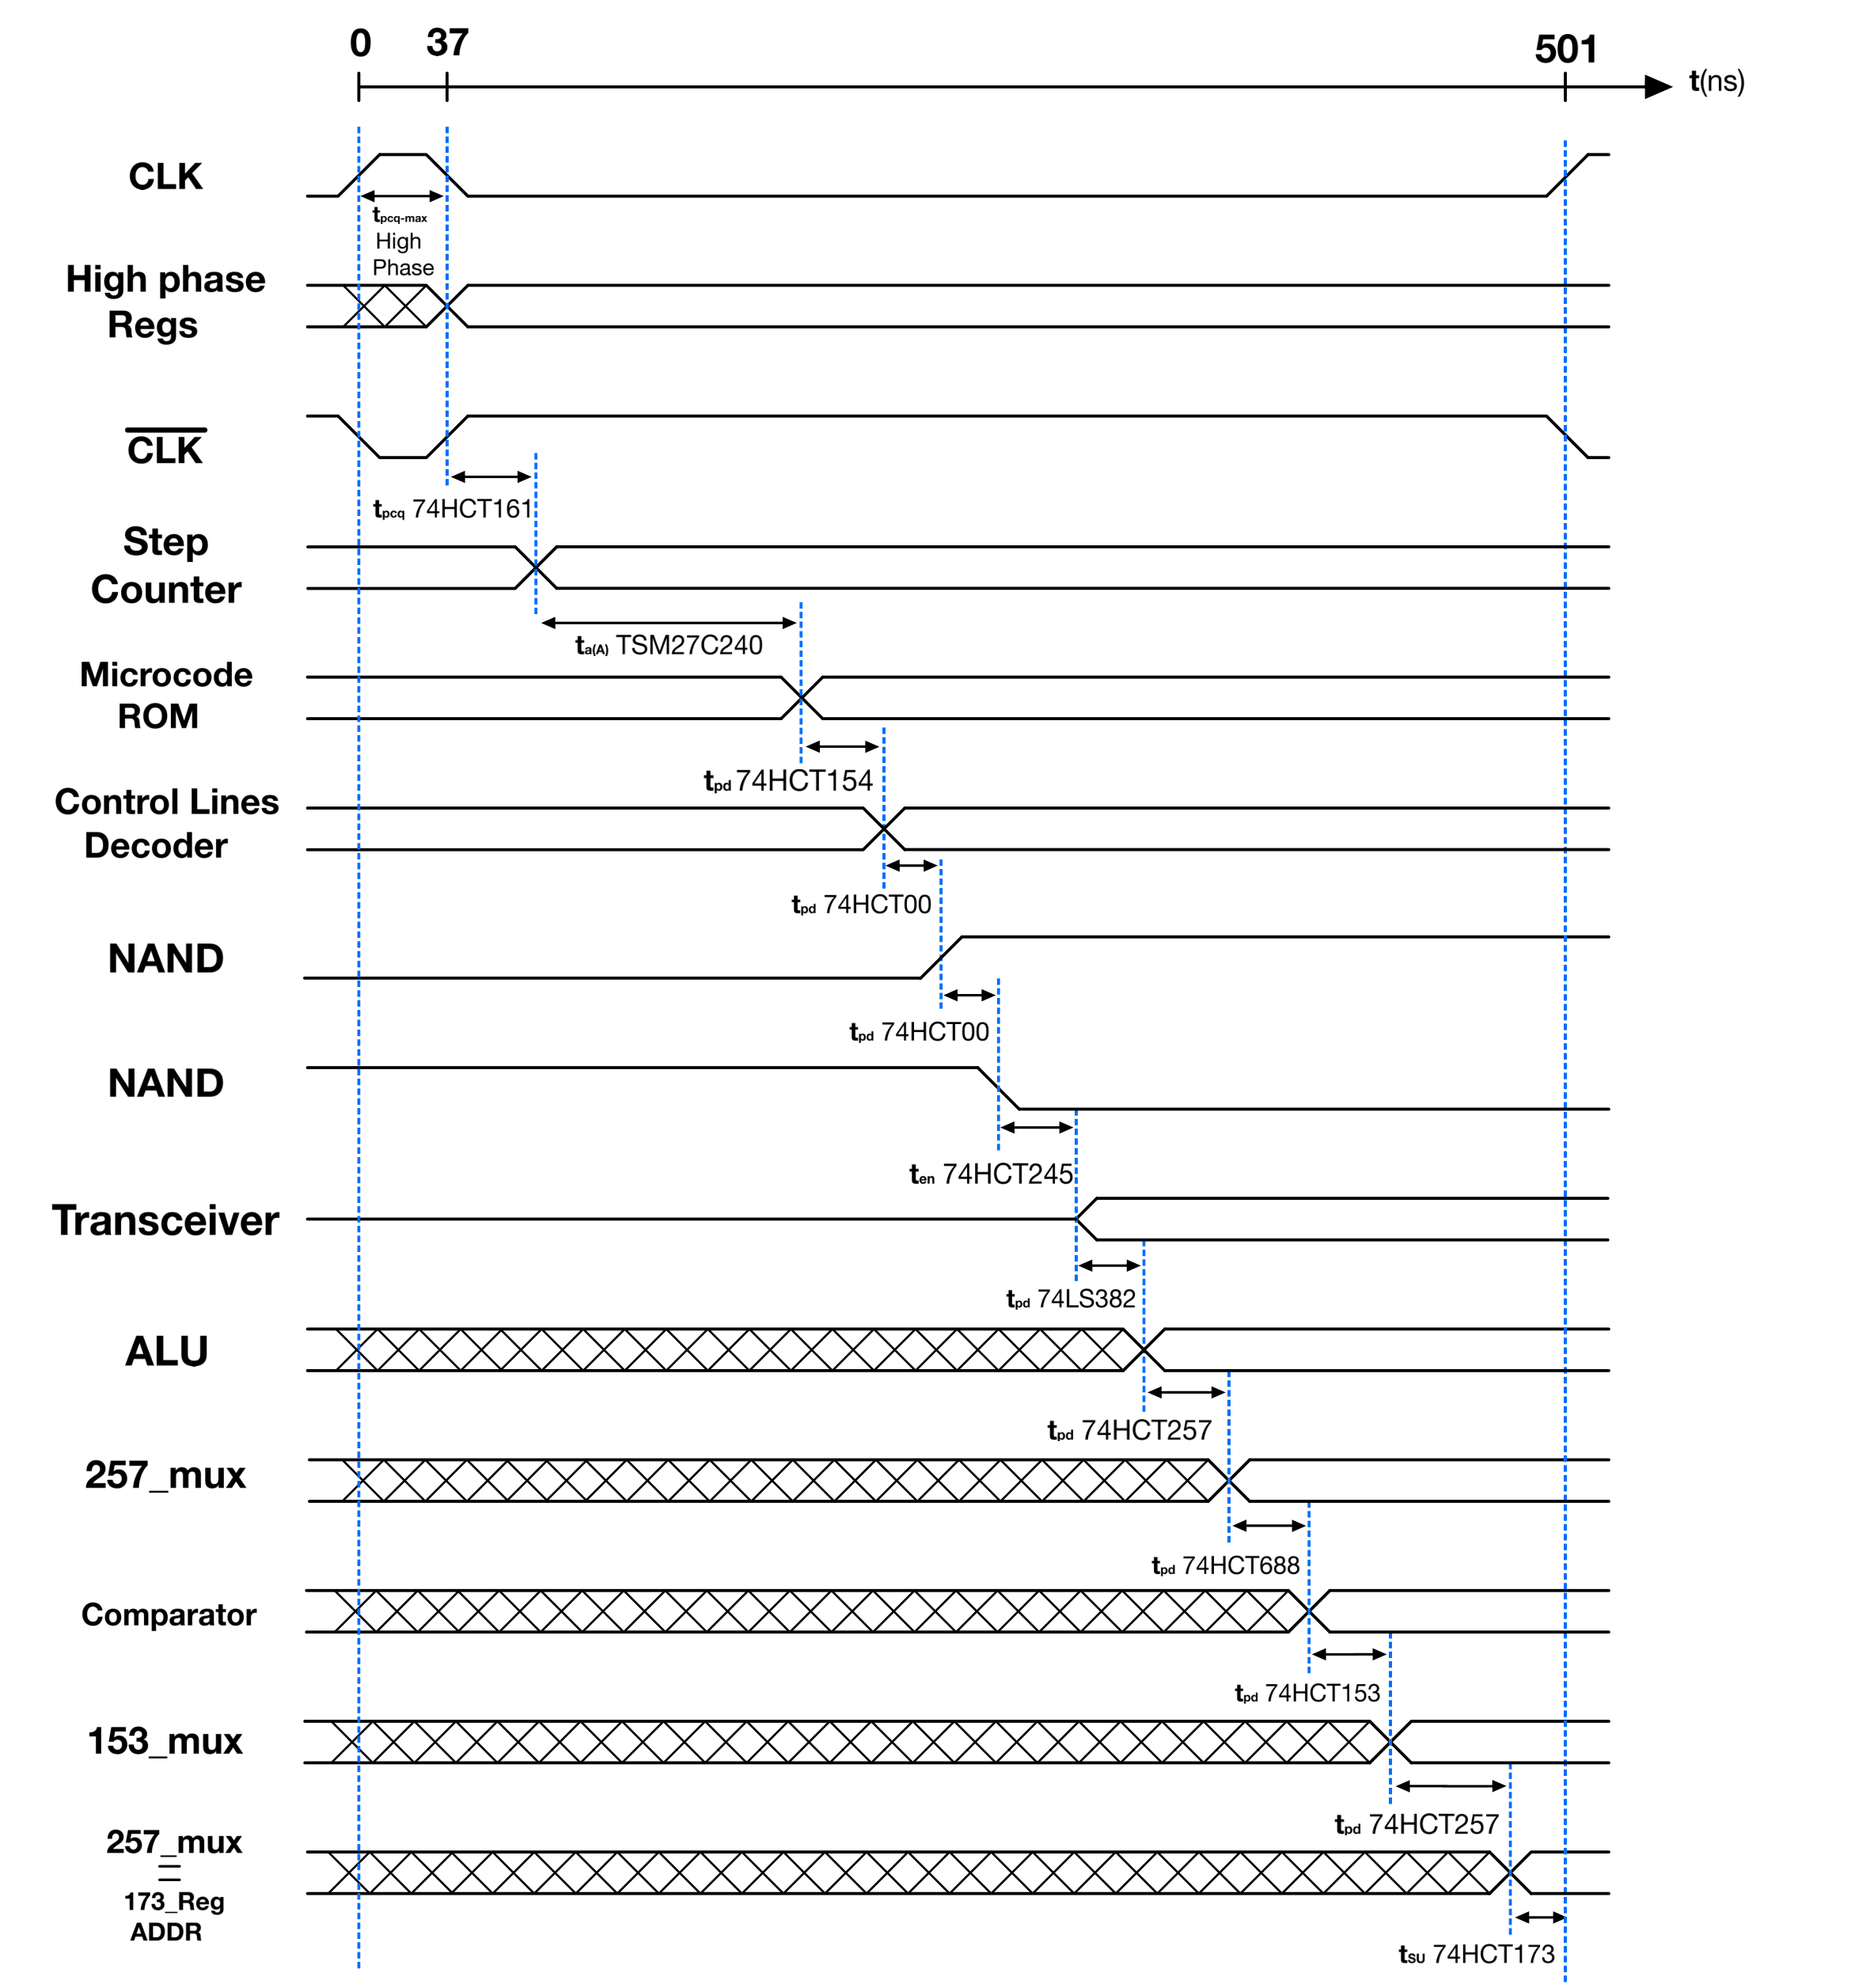 0 37 501
t(ns)
CLK
tpcq-max
High
Phase
High phase
Regs
CLK
tpcq 74HCT161
Step
Counter
ta(A) TSM27C240
Microcode
ROM
tpd 74HCT154
Control Lines
Decoder
tpd 74HCT00
NAND
tpd 74HCT00
NAND
ten 74HCT245
Transceiver
tpd 74LS382
ALU
tpd 74HCT257
257_mux
tpd 74HCT688
Comparator
tpd 74HCT153
153_mux
tpd 74HCT257
257_mux
=
173_Reg
ADDR
tSU 74HCT173